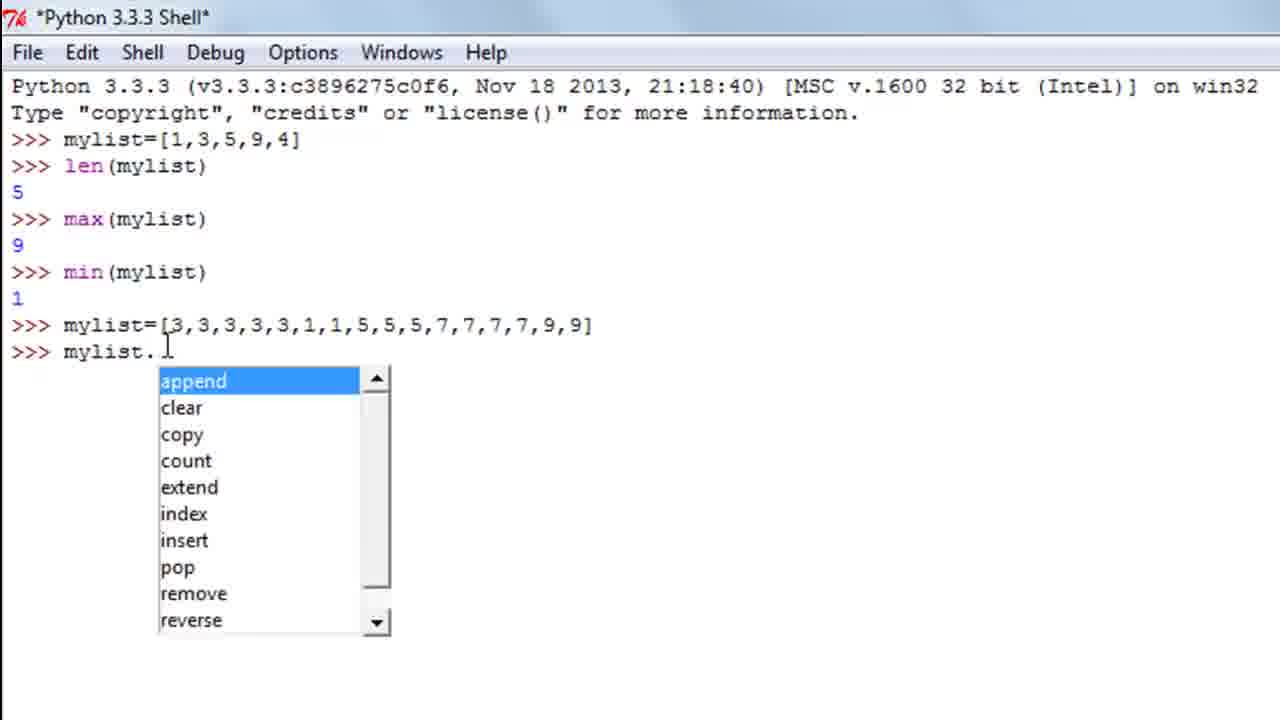 *Python 3.3.3 Shell*
File Edit Shell Debug Options Windows Help
Python 3.3.3 (v3.3.3:c3896275c0f6, Nov 18 2013, 21:18:40) [MSC v.1600 32 bit (Intel)] on win32
Type "copyright", "credits" or "license()" for more information.
>>> mylist=[1,3,5,9,4]
>>> len(mylist)
5
>>> max(mylist)
9
>>> min(mylist)
1
>>> mylist=[3,3,3,3,3,1,1,5,5,5,7,7,7,7,9,9]
>>> mylist.
append
clear
copy
count
extend
index
insert
pop
remove
reverse